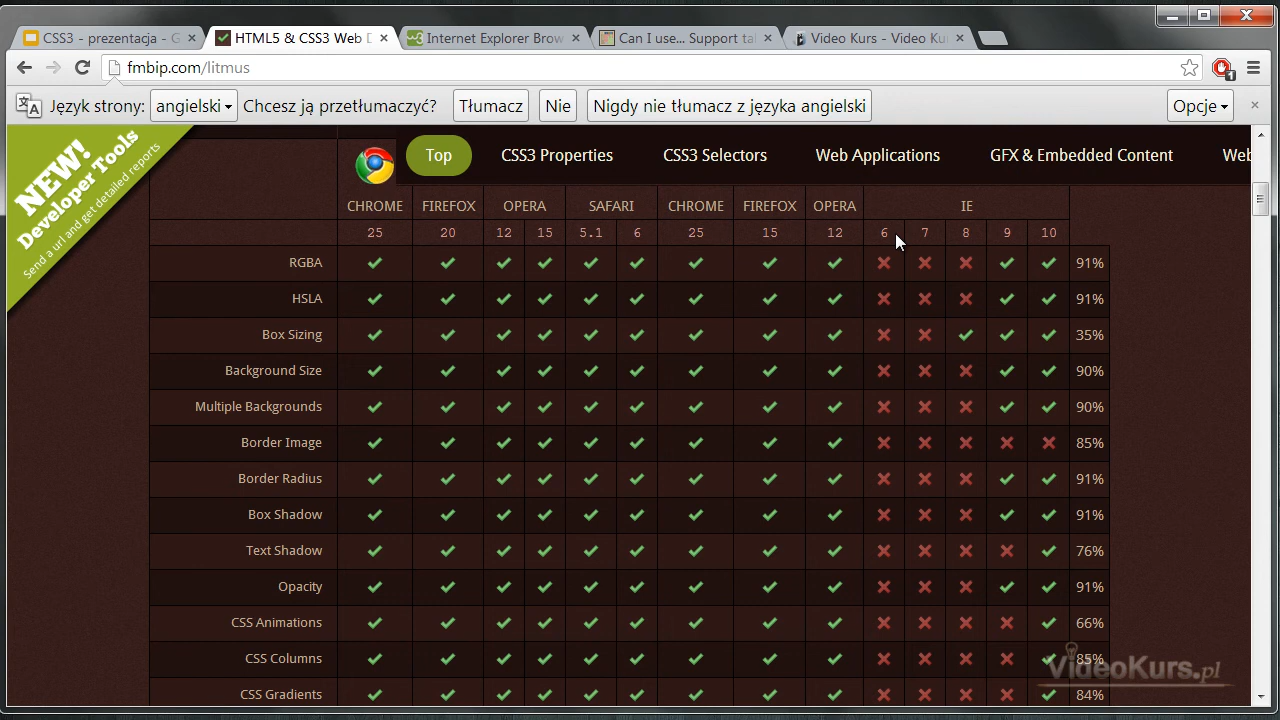 CSS3 - prezentacja - G
HTML5 & CSS3 Web D
Internet Explorer Brow
Can I use... Support tal
Video Kurs - Video Kur
fmbip.com/litmus
1
Język strony: angielski Chcesz ją przetłumaczyć? Tłumacz Nie Nigdy nie tłumacz z języka angielski Opcje
NEW!
Developer Tools
Send a url and get detailed reports
Top CSS3 Properties CSS3 Selectors Web Applications GFX & Embedded Content Web
CHROME FIREFOX OPERA SAFARI CHROME FIREFOX OPERA IE
25 20 12 15 5.1 6 25 15 12 6 7 8 9 10
RGBA 91%
HSLA 91%
Box Sizing 35%
Background Size 90%
Multiple Backgrounds 90%
Border Image 85%
Border Radius 91%
Box Shadow 91%
Text Shadow 76%
Opacity 91%
CSS Animations 66%
CSS Columns 85%
CSS Gradients 84%
VideoKurs.pl